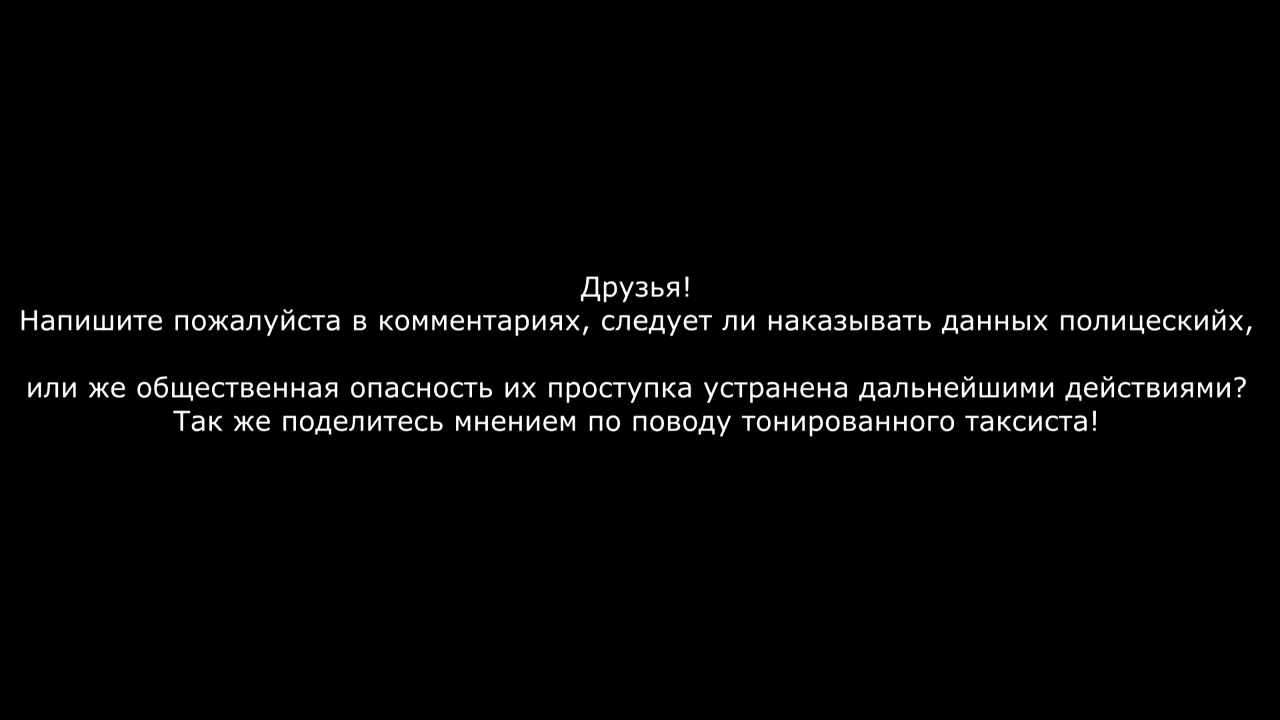 Друзья!
Напишите пожалуйста в комментариях, следует ли наказывать данных полицескийх,
или же общественная опасность их проступка устранена дальнейшими действиями?
Так же поделитесь мнением по поводу тонированного таксиста!